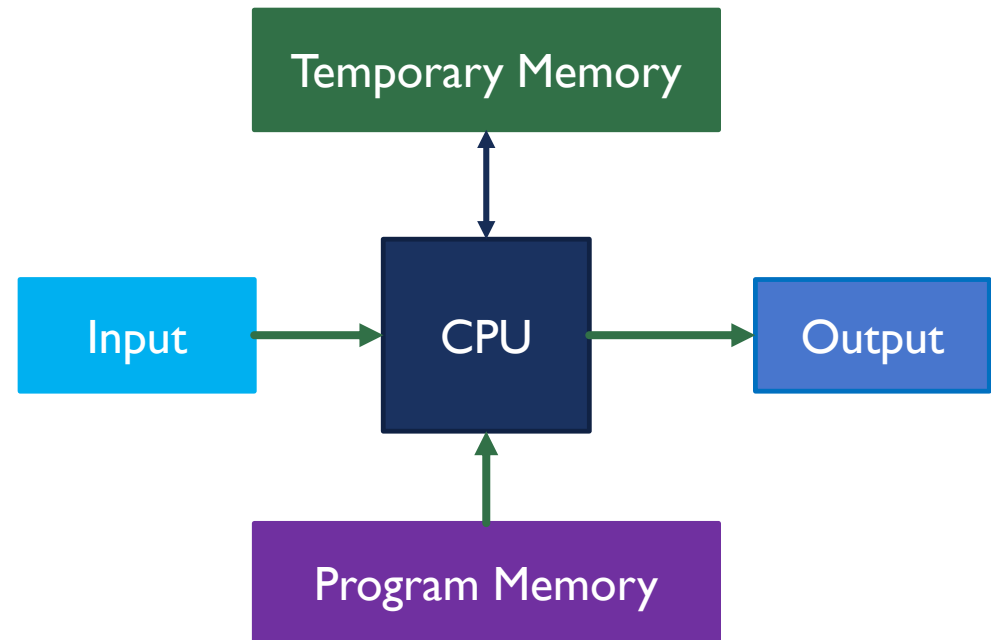 Temporary Memory
Input
CPU
Output
Program Memory